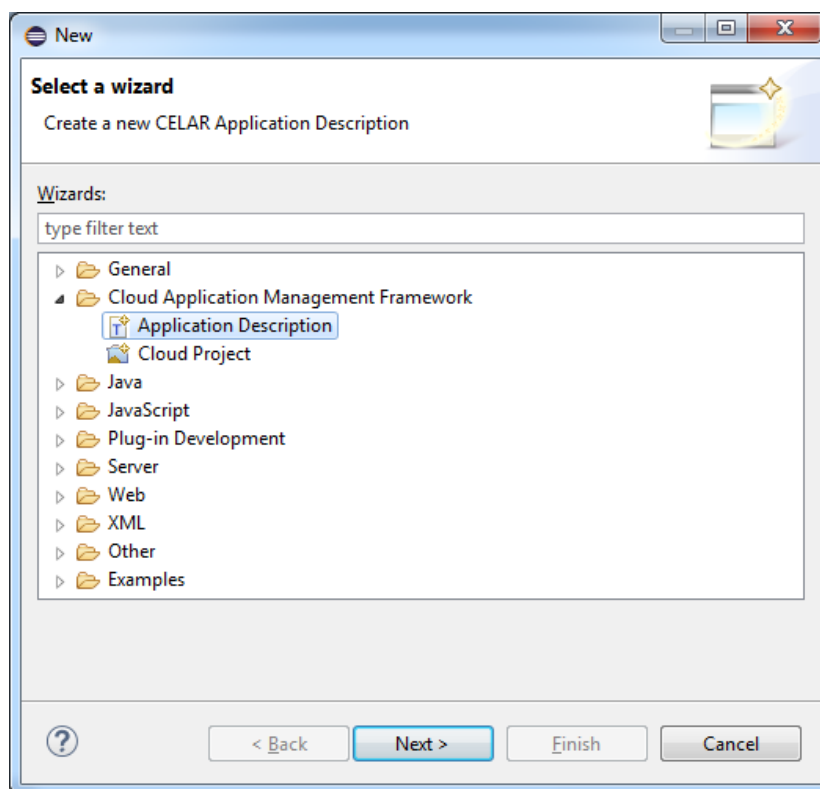 New
Select a wizard
Create a new CELAR Application Description
Wizards:
type filter text
General
Cloud Application Management Framework
Application Description
Cloud Project
Java
JavaScript
Plug-in Development
Server
Web
XML
Other
Examples
? < Back Next > Finish Cancel